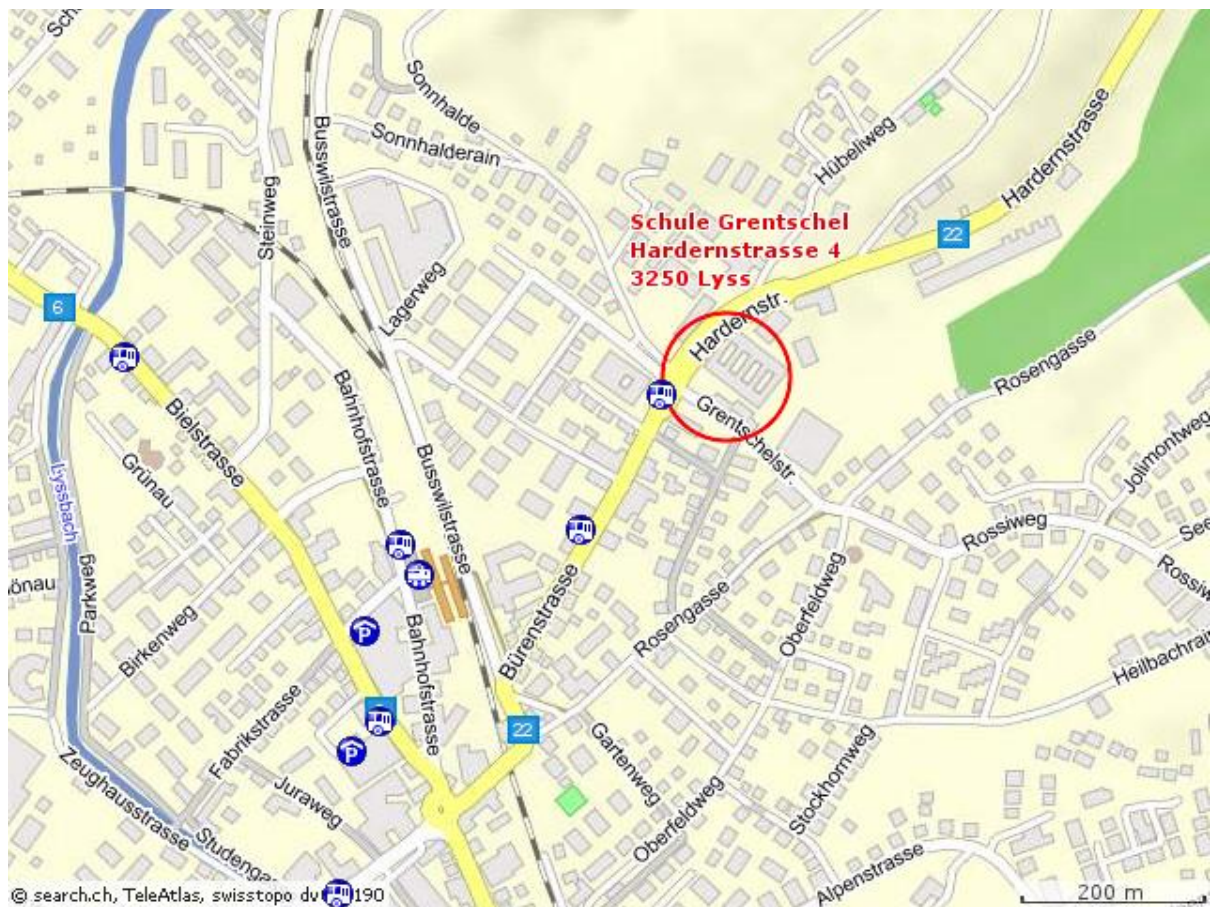 Sonnhalde
Sonnhalderain
Busswilstrasse
Steinweg
Hübeliweg
Hardernstrasse
Hardernstrasse
22
Schule Grentschel
Hardernstrasse 4
3250 Lyss
6
Lagerweg
Hardernstr.
Rosengasse
Bielstrasse
Bahnhofstrasse
Grentschelstr.
Jolimontweg
Grünau
Lyssbach
Busswilstrasse
Rossiweg
Parkweg
Birkenweg
Bürenstrasse
Rosengasse
Oberfeldweg
Heilbachrain
Bahnhofstrasse
P
22
Fabrikstrasse
P
Gartenweg
Stockhornweg
Zeughausstrasse
Juraweg
Oberfeldweg
Alpenstrasse
© search.ch, TeleAtlas, swisstopo
200 m